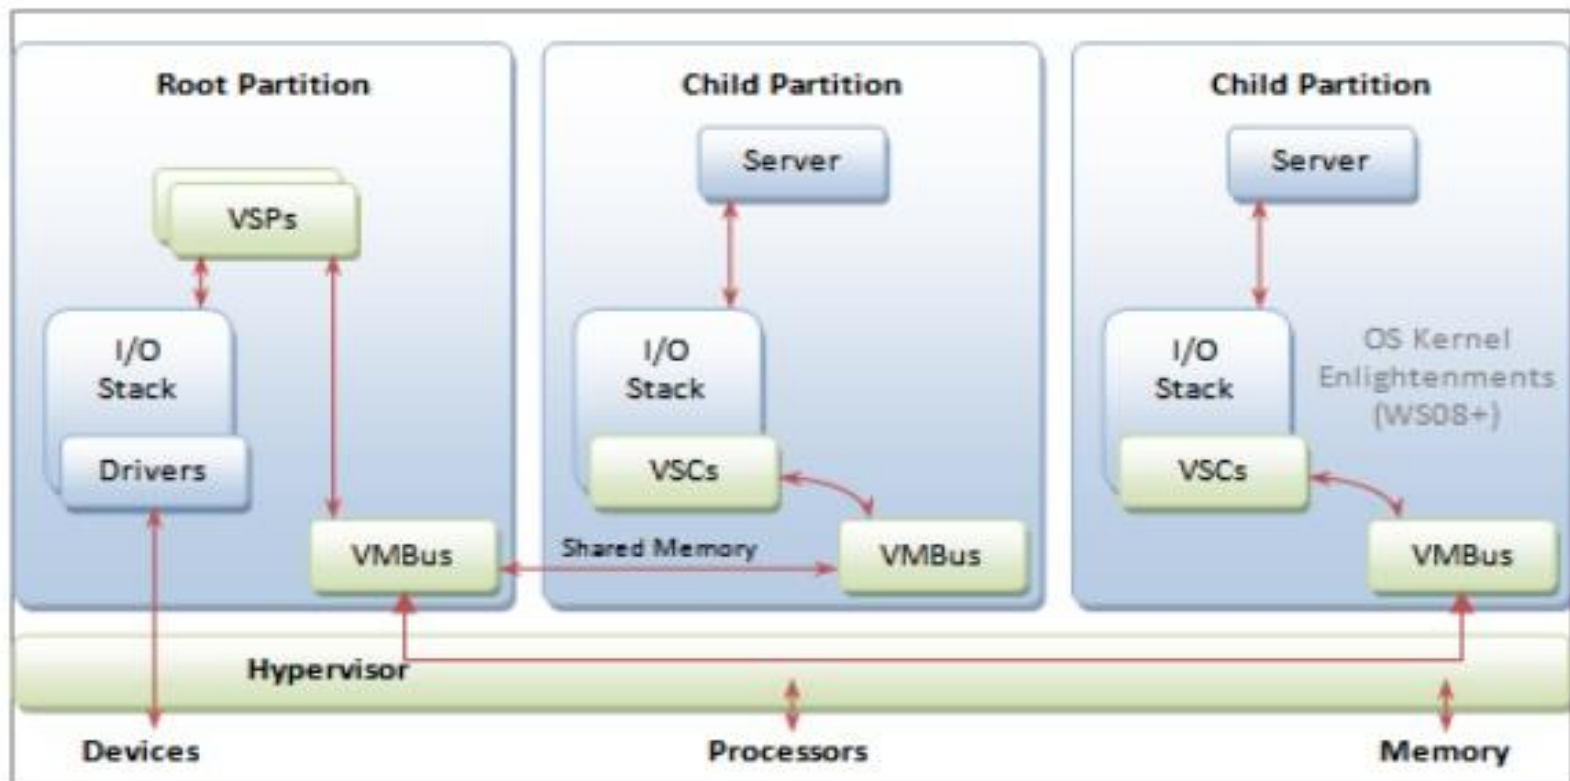 Root Partition
VSPs
I/O
Stack
Drivers
VMBus
Child Partition
Server
I/O
Stack
VSCs
Shared Memory
VMBus
Child Partition
Server
I/O
Stack
OS Kernel
Enlightenments
(WS08+)
VSCs
VMBus
Hypervisor
Devices
Processors
Memory